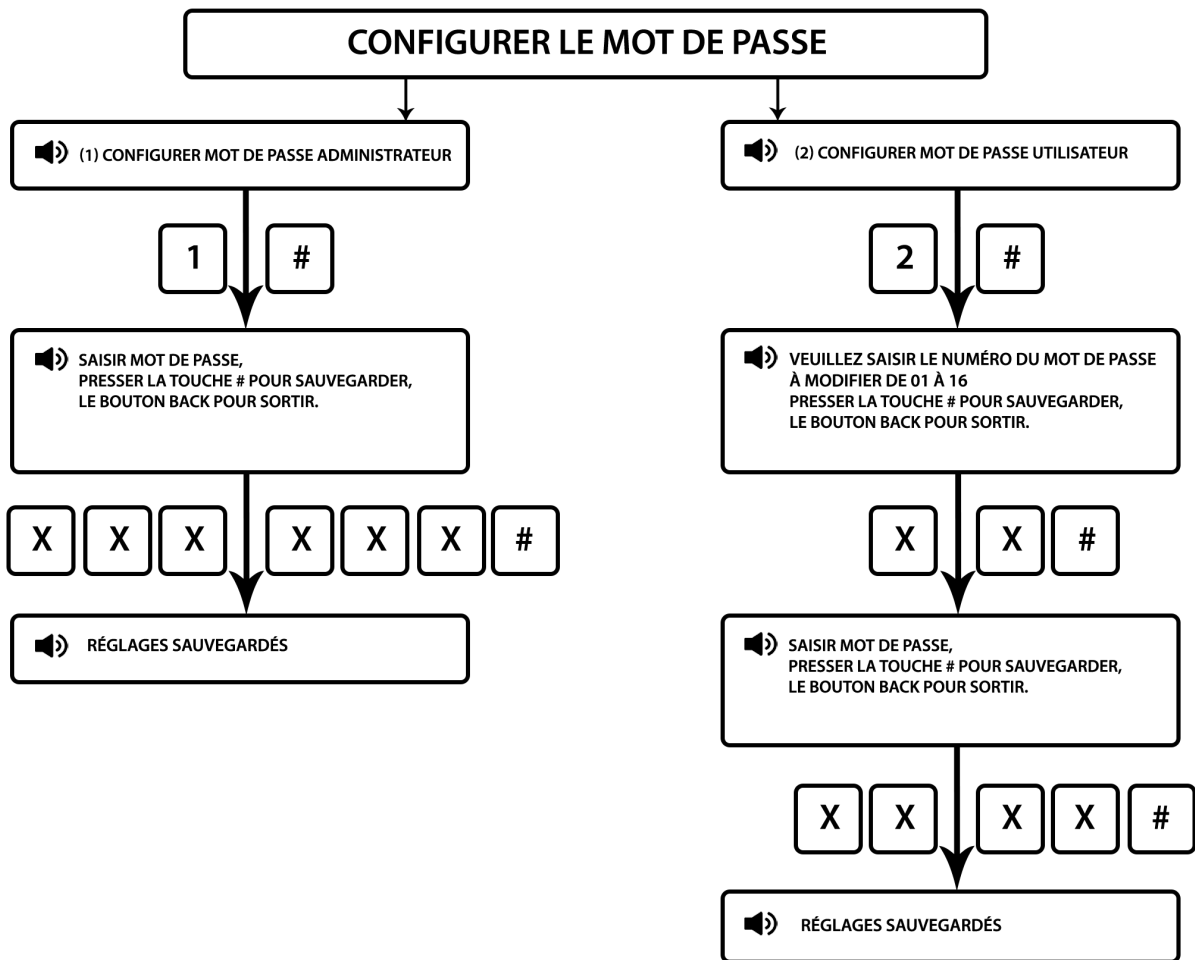 CONFIGURER LE MOT DE PASSE
(1) CONFIGURER MOT DE PASSE ADMINISTRATEUR
1 #
SAISIR MOT DE PASSE,
PRESSER LA TOUCHE # POUR SAUVEGARDER,
LE BOUTON BACK POUR SORTIR.
X X X X X X #
RÉGLAGES SAUVEGARDÉS
(2) CONFIGURER MOT DE PASSE UTILISATEUR
2 #
VEUILLEZ SAISIR LE NUMÉRO DU MOT DE PASSE
À MODIFIER DE 01 À 16
PRESSER LA TOUCHE # POUR SAUVEGARDER,
LE BOUTON BACK POUR SORTIR.
X X #
SAISIR MOT DE PASSE,
PRESSER LA TOUCHE # POUR SAUVEGARDER,
LE BOUTON BACK POUR SORTIR.
X X X X #
RÉGLAGES SAUVEGARDÉS